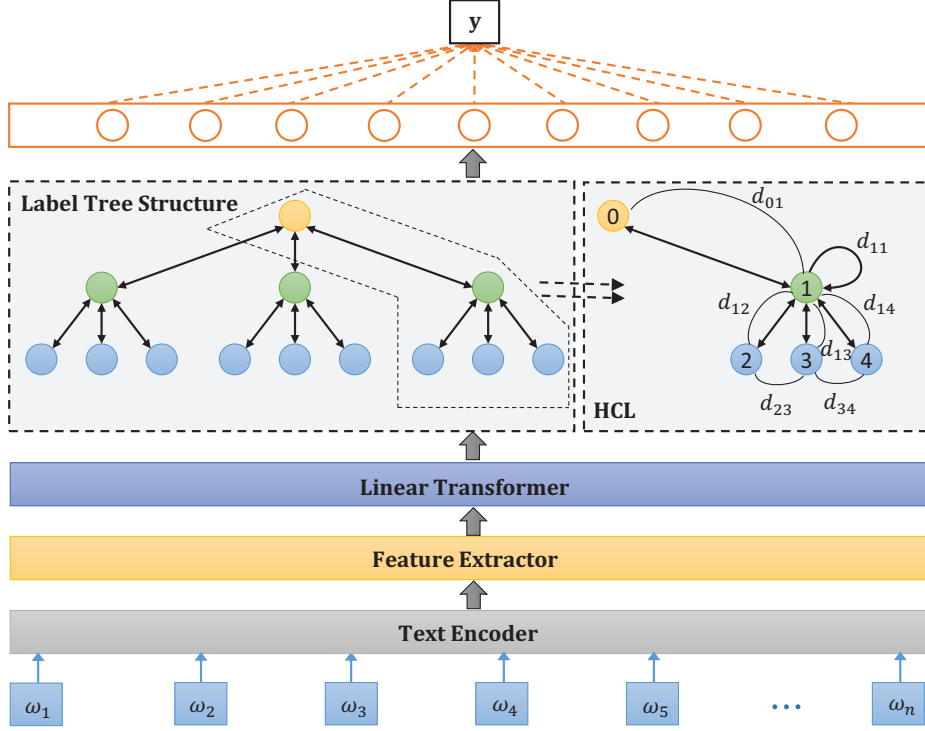 y
Label Tree Structure
0
d₀₁
d₁₁
1
d₁₂
d₁₄
2
3
d₁₃
4
d₂₃
d₃₄
HCL
Linear Transformer
Feature Extractor
Text Encoder
ω₁ ω₂ ω₃ ω₄ ω₅ ... ωₙ